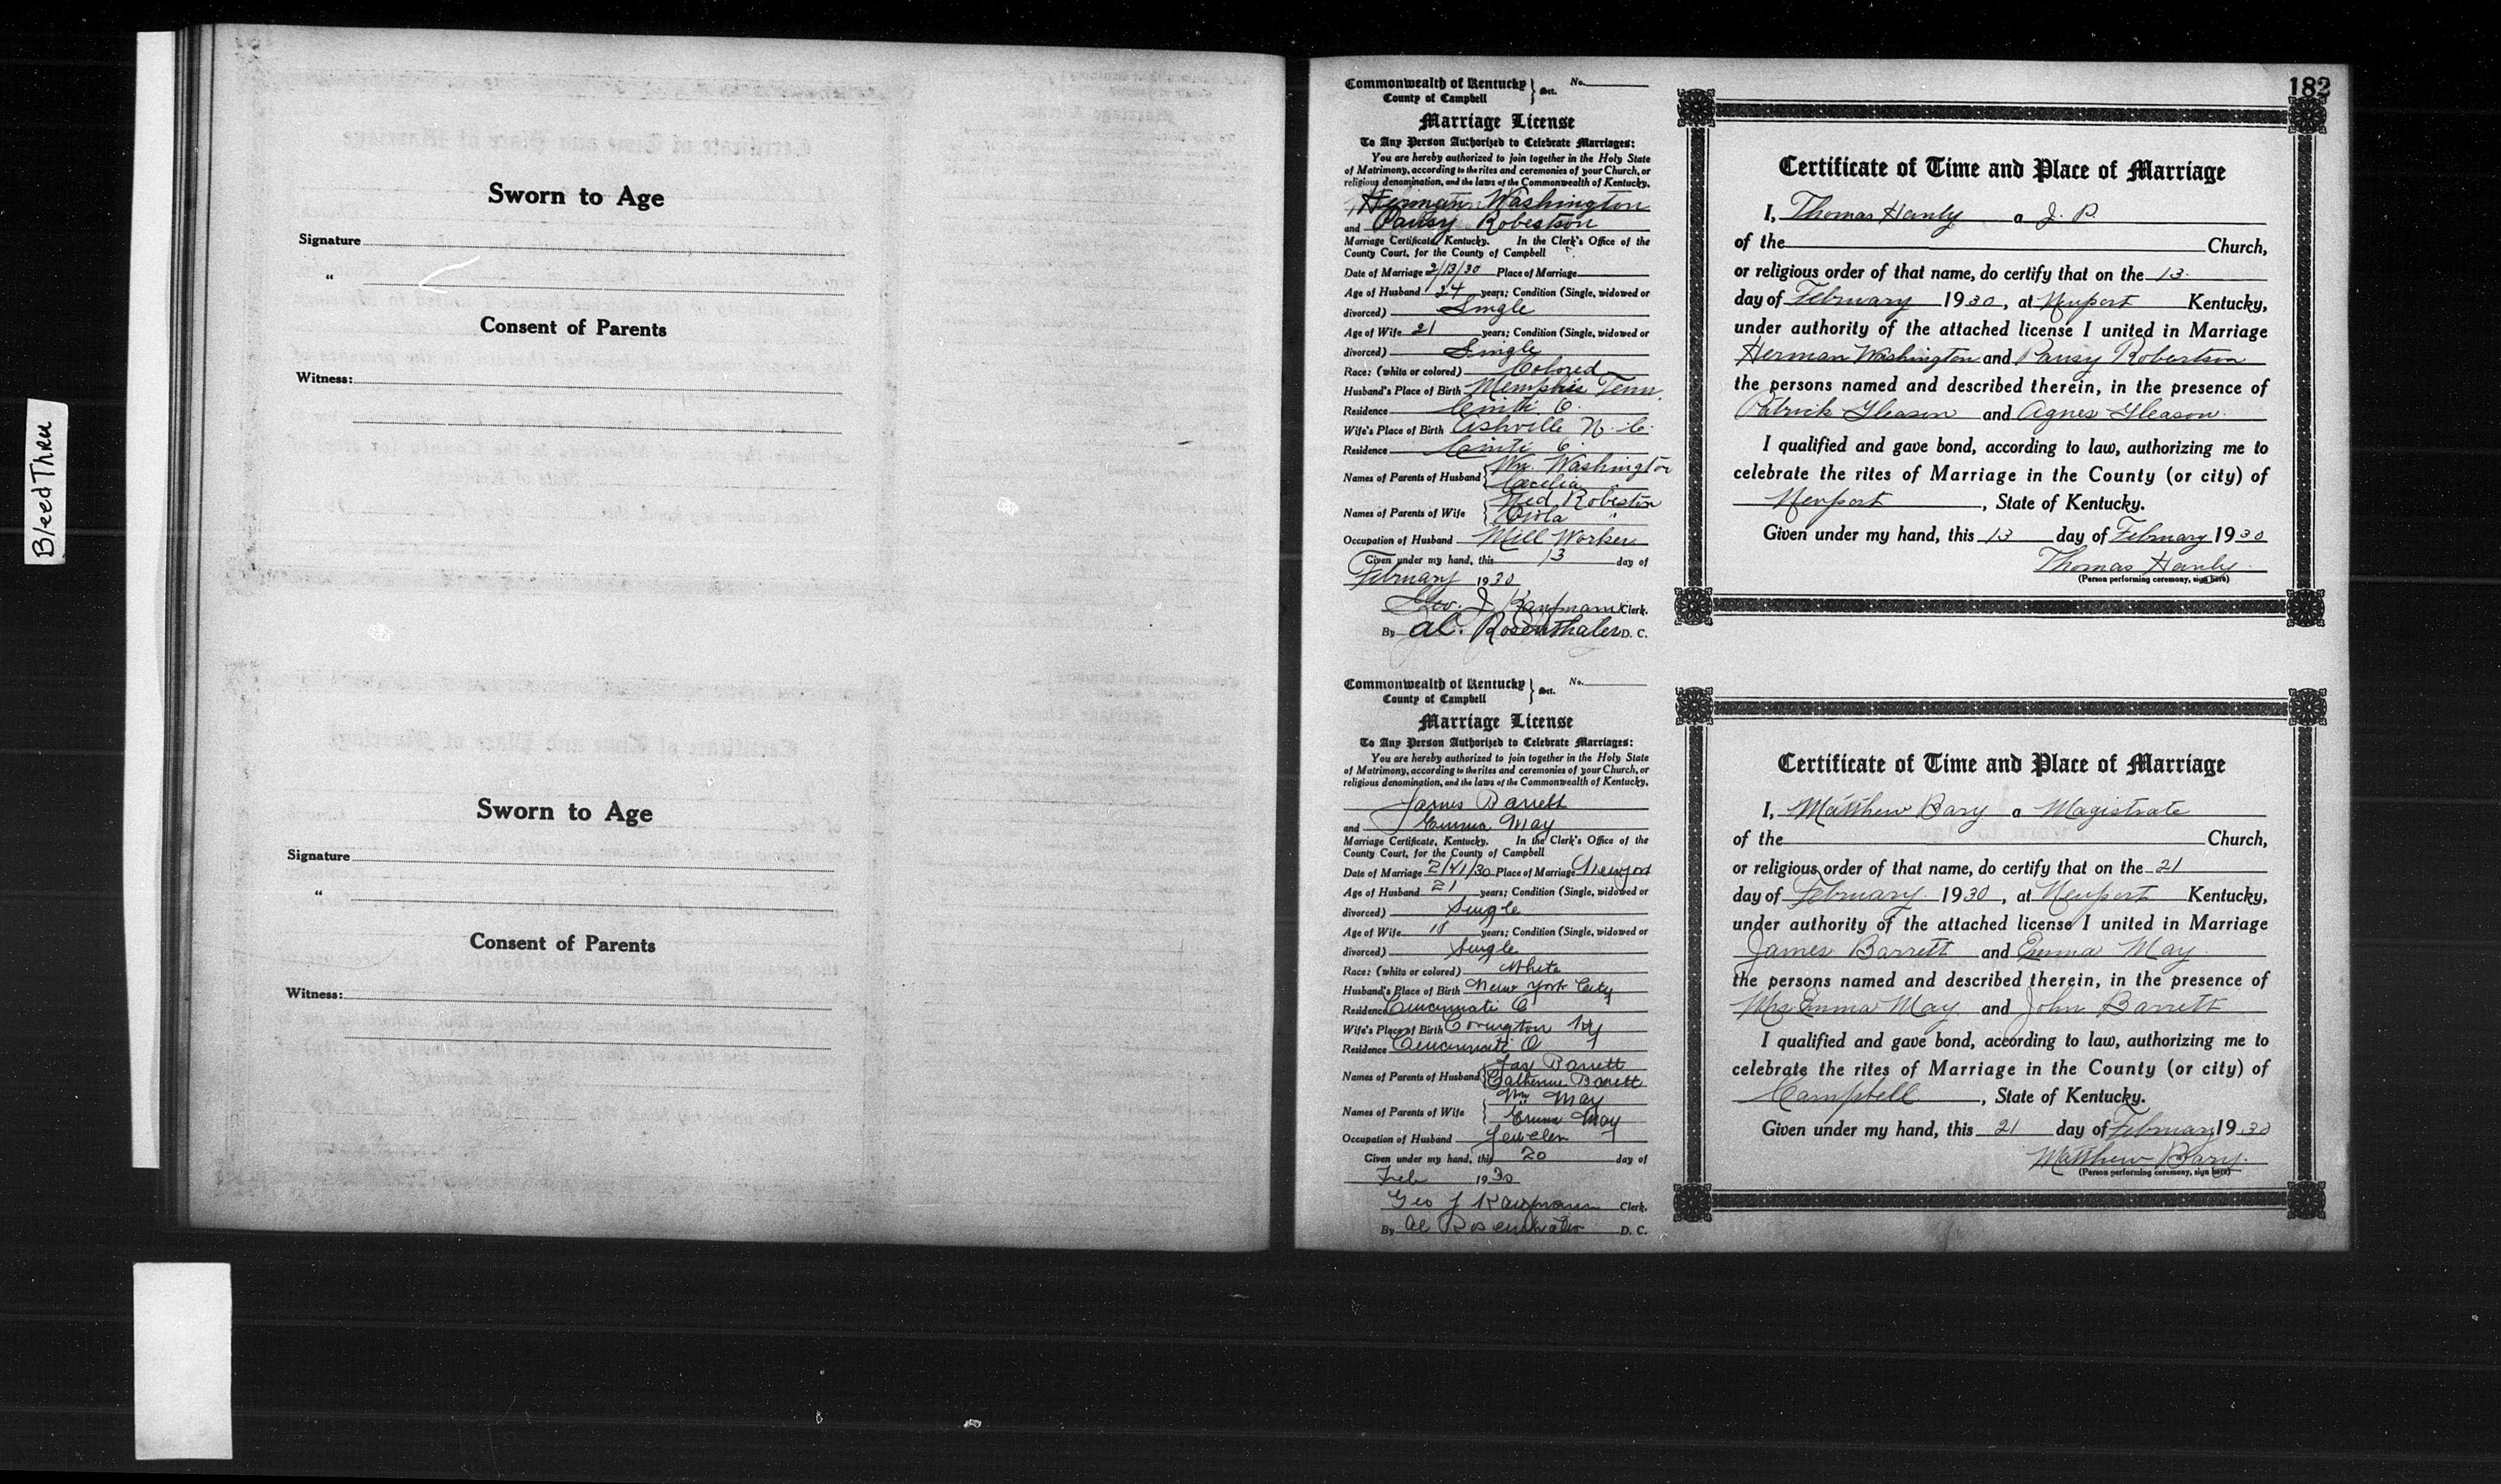 Bleed Thru
Sworn to Age
Signature
"
Consent of Parents
Witness:
Sworn to Age
Signature
"
Consent of Parents
Witness:
182
Commonwealth of Kentucky } Sct. No.
County of Campbell
Marriage License
To Any Person Authorized to Celebrate Marriages:
You are hereby authorized to join together in the Holy State
of Matrimony, according to the rites and ceremonies of your Church, or
religious denomination, and the laws of the Commonwealth of Kentucky,
Herman Washington
and Pansy Robertson
Marriage Certificate, Kentucky. In the Clerk's Office of the
County Court, for the County of Campbell
Date of Marriage 2/13/30 Place of Marriage
Age of Husband 24 years; Condition (Single, widowed or
divorced) Single
Age of Wife 21 years; Condition (Single, widowed or
divorced) Single
Race: (white or colored) Colored
Husband's Place of Birth Memphis Tenn.
Residence Cinti O.
Wife's Place of Birth Ashville N. C.
Residence Cinti O.
Names of Parents of Husband { Wm. Washington
Cecelia "
Names of Parents of Wife { Ned Robertson
Viola "
Occupation of Husband Mill Worker
Given under my hand, this 13 day of
February 1930
Geo. J. Kaufmann Clerk.
By Al. Rosenthaler D. C.
Certificate of Time and Place of Marriage
I, Thomas Hanly a J. P.
of the Church,
or religious order of that name, do certify that on the 13
day of February 1930, at Newport Kentucky,
under authority of the attached license I united in Marriage
Herman Washington and Pansy Robertson
the persons named and described therein, in the presence of
Patrick Gleason and Agnes Gleason
I qualified and gave bond, according to law, authorizing me to
celebrate the rites of Marriage in the County (or city) of
Newport, State of Kentucky.
Given under my hand, this 13 day of February 1930
Thomas Hanly
(Person performing ceremony, sign here)
Commonwealth of Kentucky } Sct. No.
County of Campbell
Marriage License
To Any Person Authorized to Celebrate Marriages:
You are hereby authorized to join together in the Holy State
of Matrimony, according to the rites and ceremonies of your Church, or
religious denomination, and the laws of the Commonwealth of Kentucky,
James Barrett
and Emma May
Marriage Certificate, Kentucky. In the Clerk's Office of the
County Court, for the County of Campbell
Date of Marriage 2/21/30 Place of Marriage Newport
Age of Husband 21 years; Condition (Single, widowed or
divorced) Single
Age of Wife 18 years; Condition (Single, widowed or
divorced) Single
Race: (white or colored) White
Husband's Place of Birth New York City
Residence Cincinnati O
Wife's Place of Birth Covington Ky
Residence Cincinnati O
Names of Parents of Husband { Jas Barrett
Catherine Barrett
Names of Parents of Wife { Wm May
Emma May
Occupation of Husband Jeweler
Given under my hand, this 20 day of
Feb 1930
Geo J Kaufmann Clerk.
By Al Rosenthaler D. C.
Certificate of Time and Place of Marriage
I, Matthew Bary a Magistrate
of the Church,
or religious order of that name, do certify that on the 21
day of February 1930, at Newport Kentucky,
under authority of the attached license I united in Marriage
James Barrett and Emma May
the persons named and described therein, in the presence of
Mrs Emma May and John Barrett
I qualified and gave bond, according to law, authorizing me to
celebrate the rites of Marriage in the County (or city) of
Campbell, State of Kentucky.
Given under my hand, this 21 day of February 1930
Matthew Bary.
(Person performing ceremony, sign here)